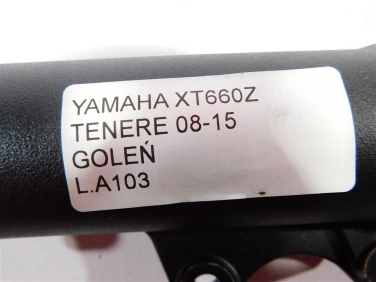 YAMAHA XT660Z
TENERE 08-15
GOLEŃ
L.A103